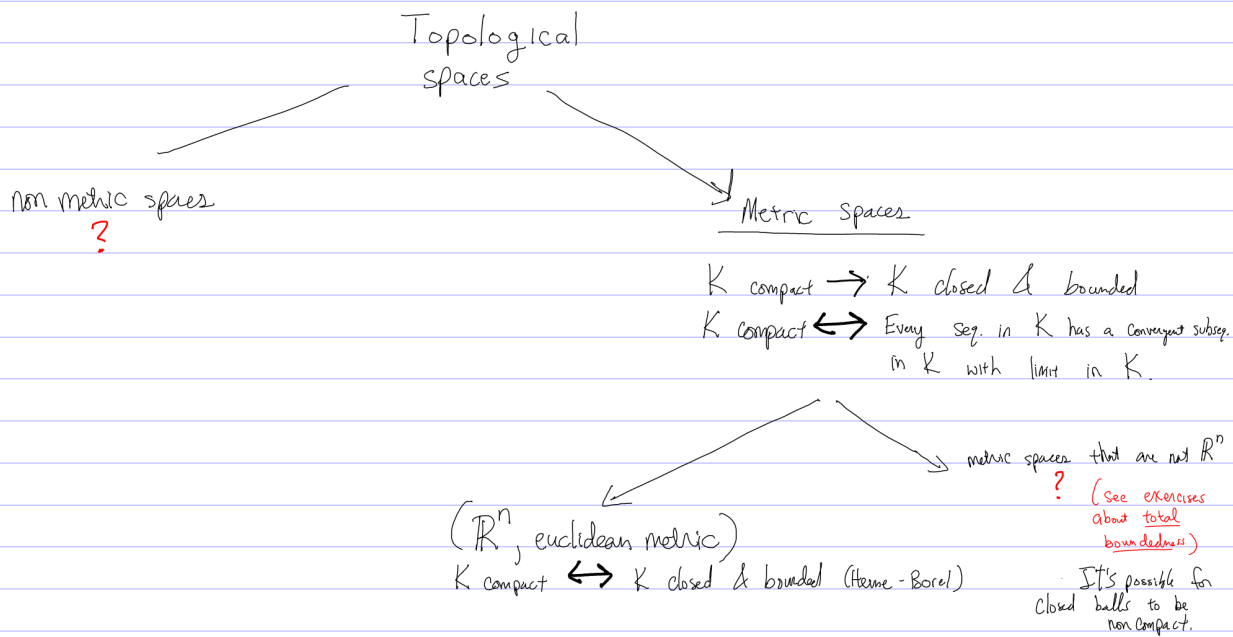 Topological
spaces
non metric spaces
?
Metric spaces
K compact → K closed & bounded
K compact ↔ Every seq. in K has a convergent subseq.
in K with limit in K.
metric spaces that are not ℝⁿ
?
(see exercises
about total
boundedness)
(ℝⁿ, euclidean metric)
K compact ↔ K closed & bounded (Heine-Borel)
It's possible for
closed balls to be
non compact.